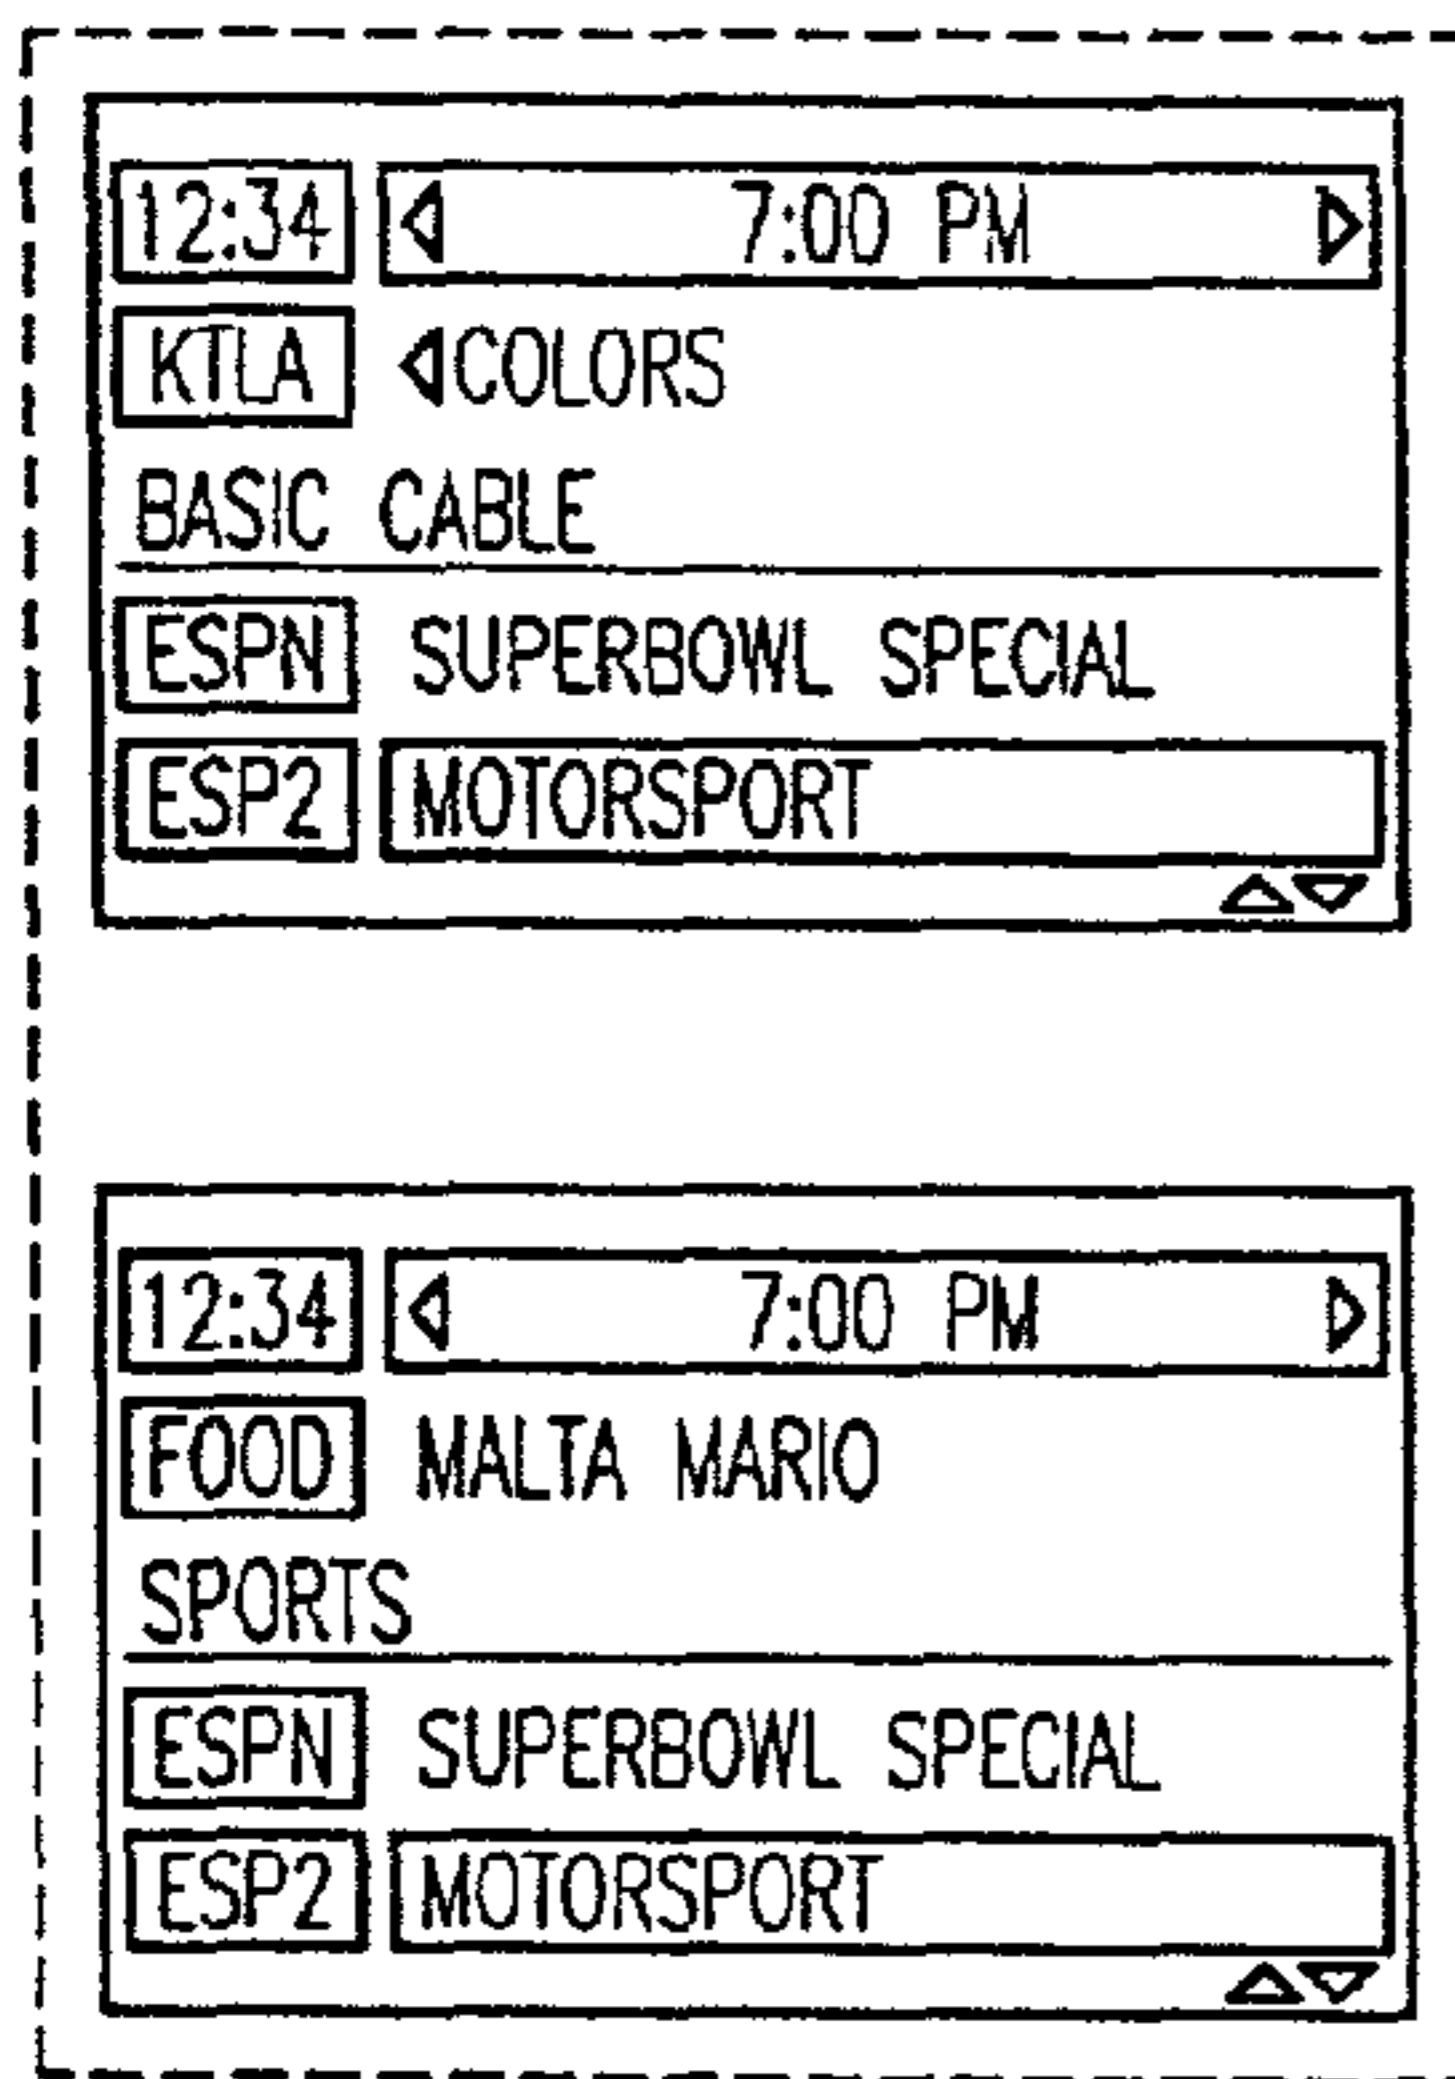 12:34 7:00 PM
KTLA COLORS
BASIC CABLE
ESPN SUPERBOWL SPECIAL
ESP2 MOTORSPORT
12:34 7:00 PM
FOOD MALTA MARIO
SPORTS
ESPN SUPERBOWL SPECIAL
ESP2 MOTORSPORT